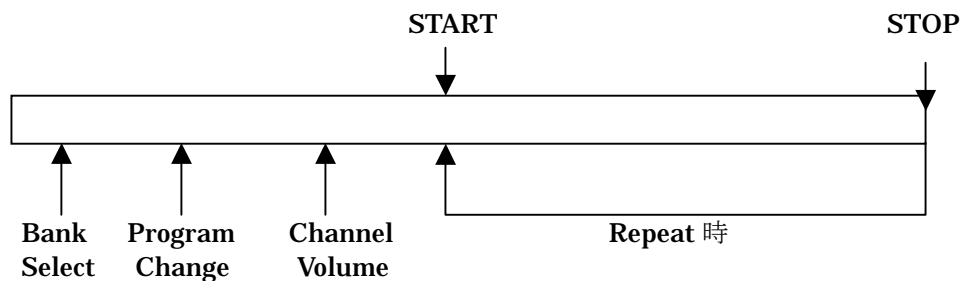 START STOP
Bank Program Channel Repeat 時
Select Change Volume